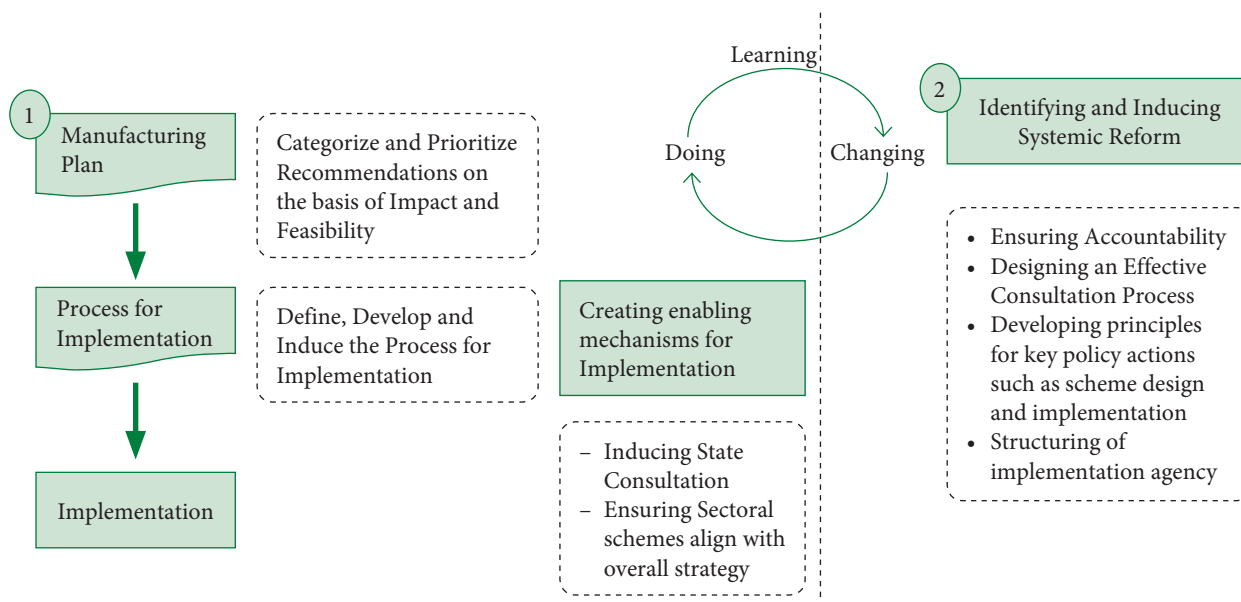 1
Manufacturing
Plan
Categorize and Prioritize
Recommendations on
the basis of Impact and
Feasibility
Process for
Implementation
Define, Develop and
Induce the Process for
Implementation
Implementation
Learning
Doing
Changing
Creating enabling
mechanisms for
Implementation
– Inducing State
Consultation
– Ensuring Sectoral
schemes align with
overall strategy
2
Identifying and Inducing
Systemic Reform
• Ensuring Accountability
• Designing an Effective
Consultation Process
• Developing principles
for key policy actions
such as scheme design
and implementation
• Structuring of
implementation agency